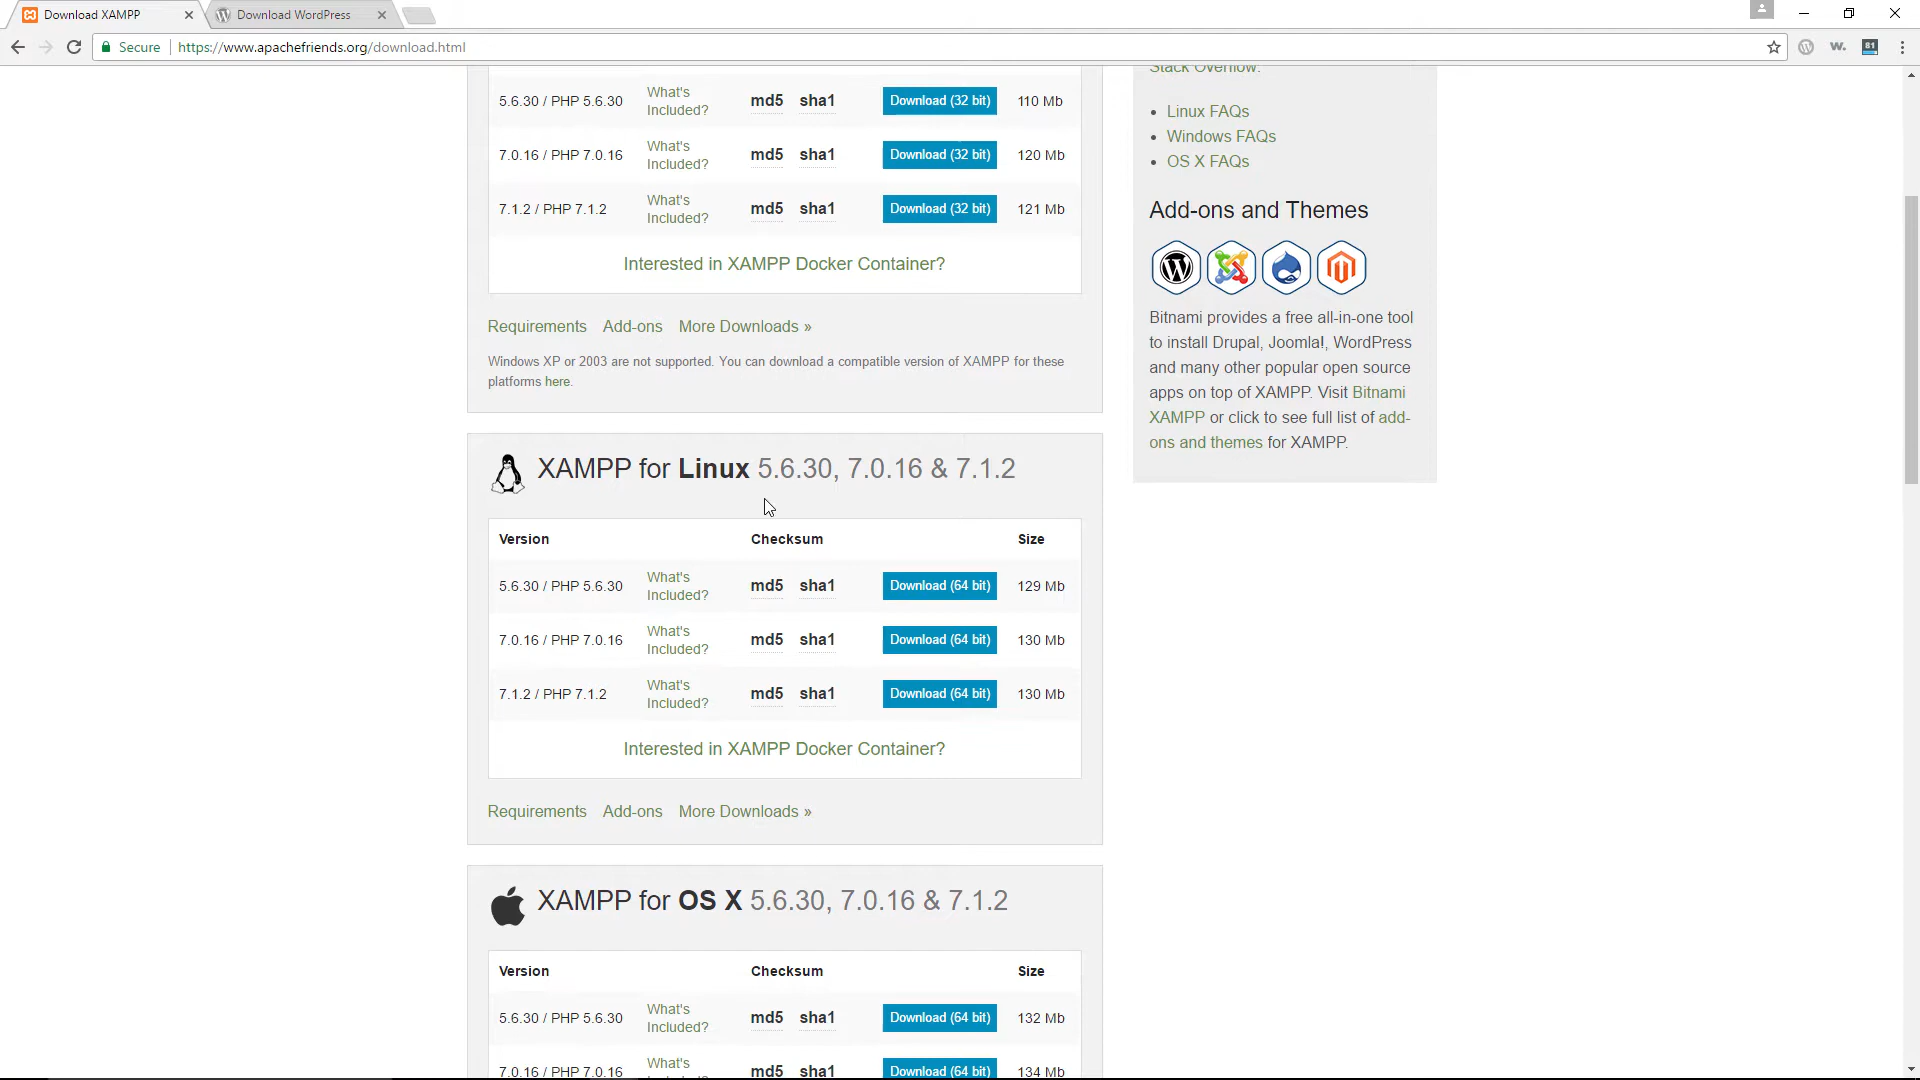 Download XAMPP
Download WordPress
Secure https://www.apachefriends.org/download.html
81
5.6.30 / PHP 5.6.30 What's Included? md5 sha1 Download (32 bit) 110 Mb
7.0.16 / PHP 7.0.16 What's Included? md5 sha1 Download (32 bit) 120 Mb
7.1.2 / PHP 7.1.2 What's Included? md5 sha1 Download (32 bit) 121 Mb
Interested in XAMPP Docker Container?
Requirements Add-ons More Downloads »
Windows XP or 2003 are not supported. You can download a compatible version of XAMPP for these
platforms here.
XAMPP for Linux 5.6.30, 7.0.16 & 7.1.2
Version Checksum Size
5.6.30 / PHP 5.6.30 What's Included? md5 sha1 Download (64 bit) 129 Mb
7.0.16 / PHP 7.0.16 What's Included? md5 sha1 Download (64 bit) 130 Mb
7.1.2 / PHP 7.1.2 What's Included? md5 sha1 Download (64 bit) 130 Mb
Interested in XAMPP Docker Container?
Requirements Add-ons More Downloads »
XAMPP for OS X 5.6.30, 7.0.16 & 7.1.2
Version Checksum Size
5.6.30 / PHP 5.6.30 What's Included? md5 sha1 Download (64 bit) 132 Mb
7.0.16 / PHP 7.0.16 What's Included? md5 sha1 Download (64 bit) 134 Mb
Stack Overflow.
Linux FAQs
Windows FAQs
OS X FAQs
Add-ons and Themes
Bitnami provides a free all-in-one tool
to install Drupal, Joomla!, WordPress
and many other popular open source
apps on top of XAMPP. Visit Bitnami
XAMPP or click to see full list of add-
ons and themes for XAMPP.